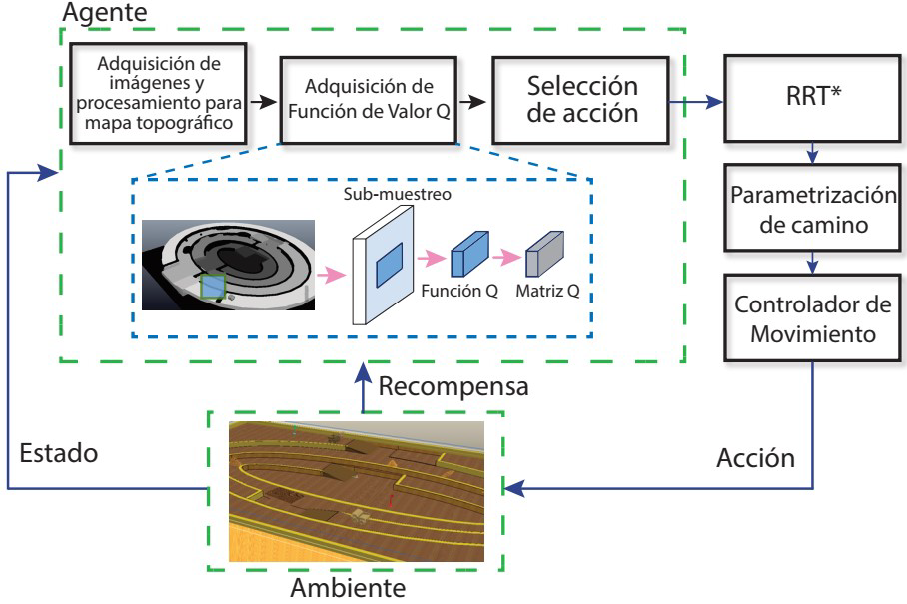 Agente
Adquisición de
imágenes y
procesamiento para
mapa topográfico
Adquisición de
Función de Valor Q
Selección
de acción
RRT*
Parametrización
de camino
Controlador de
Movimiento
Sub-muestreo
Función Q
Matriz Q
Recompensa
Estado
Acción
Ambiente